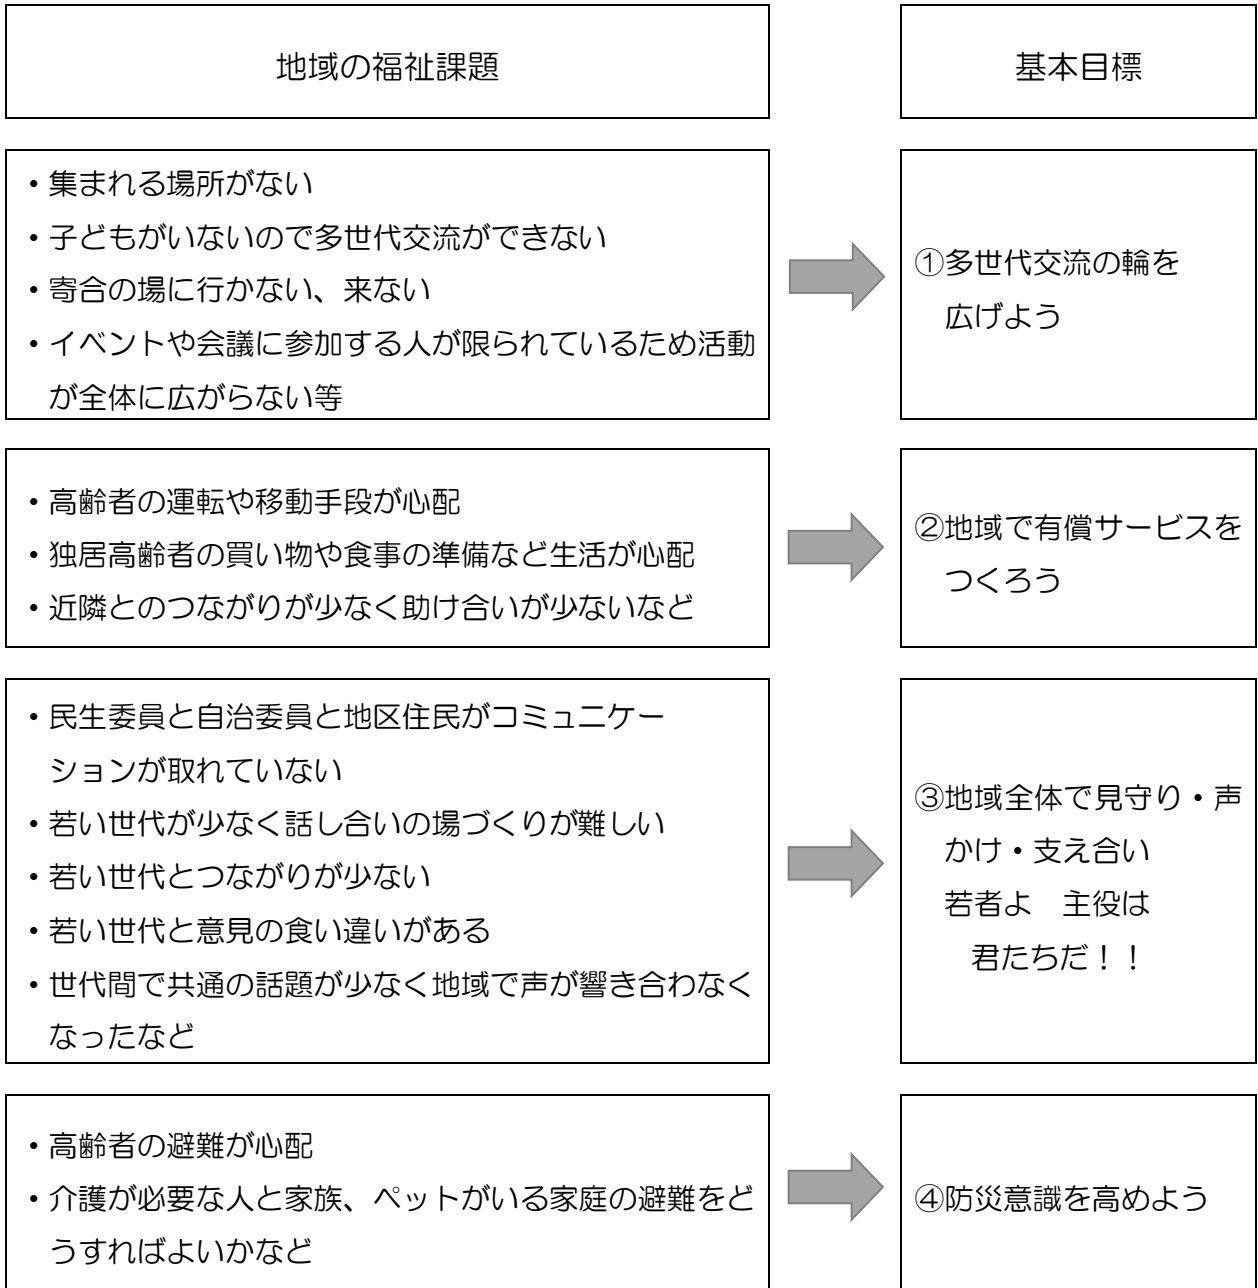 地域の福祉課題
基本目標
・集まれる場所がない
・子どもがいないので多世代交流ができない
・寄合の場に行かない、来ない
・イベントや会議に参加する人が限られているため活動
が全体に広がらない等
①多世代交流の輪を
広げよう
・高齢者の運転や移動手段が心配
・独居高齢者の買い物や食事の準備など生活が心配
・近隣とのつながりが少なく助け合いが少ないなど
②地域で有償サービスを
つくろう
・民生委員と自治委員と地区住民がコミュニケー
ションが取れていない
・若い世代が少なく話し合いの場づくりが難しい
・若い世代とつながりが少ない
・若い世代と意見の食い違いがある
・世代間で共通の話題が少なく地域で声が響き合わなく
なったなど
③地域全体で見守り・声
かけ・支え合い
若者よ　主役は
君たちだ！！
・高齢者の避難が心配
・介護が必要な人と家族、ペットがいる家庭の避難をど
うすればよいかなど
④防災意識を高めよう